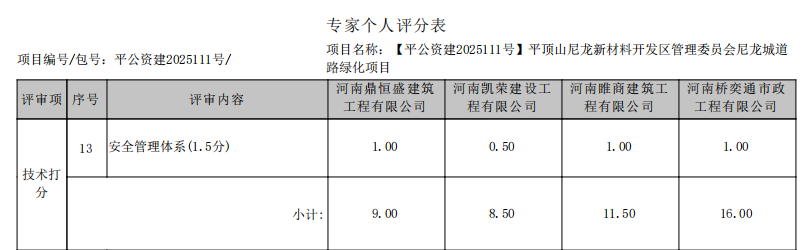 专家个人评分表
项目编号/包号：平公资建2025111号/
项目名称：【平公资建2025111号】平顶山尼龙新材料开发区管理委员会尼龙城道
路绿化项目
评审项 序号 评审内容 河南鼎恒盛建筑工程有限公司 河南凯荣建设工程有限公司 河南睢商建筑工程有限公司 河南桥奕通市政工程有限公司
技术打分 13 安全管理体系(1.5分) 1.00 0.50 1.00 1.00
小计: 9.00 8.50 11.50 16.00